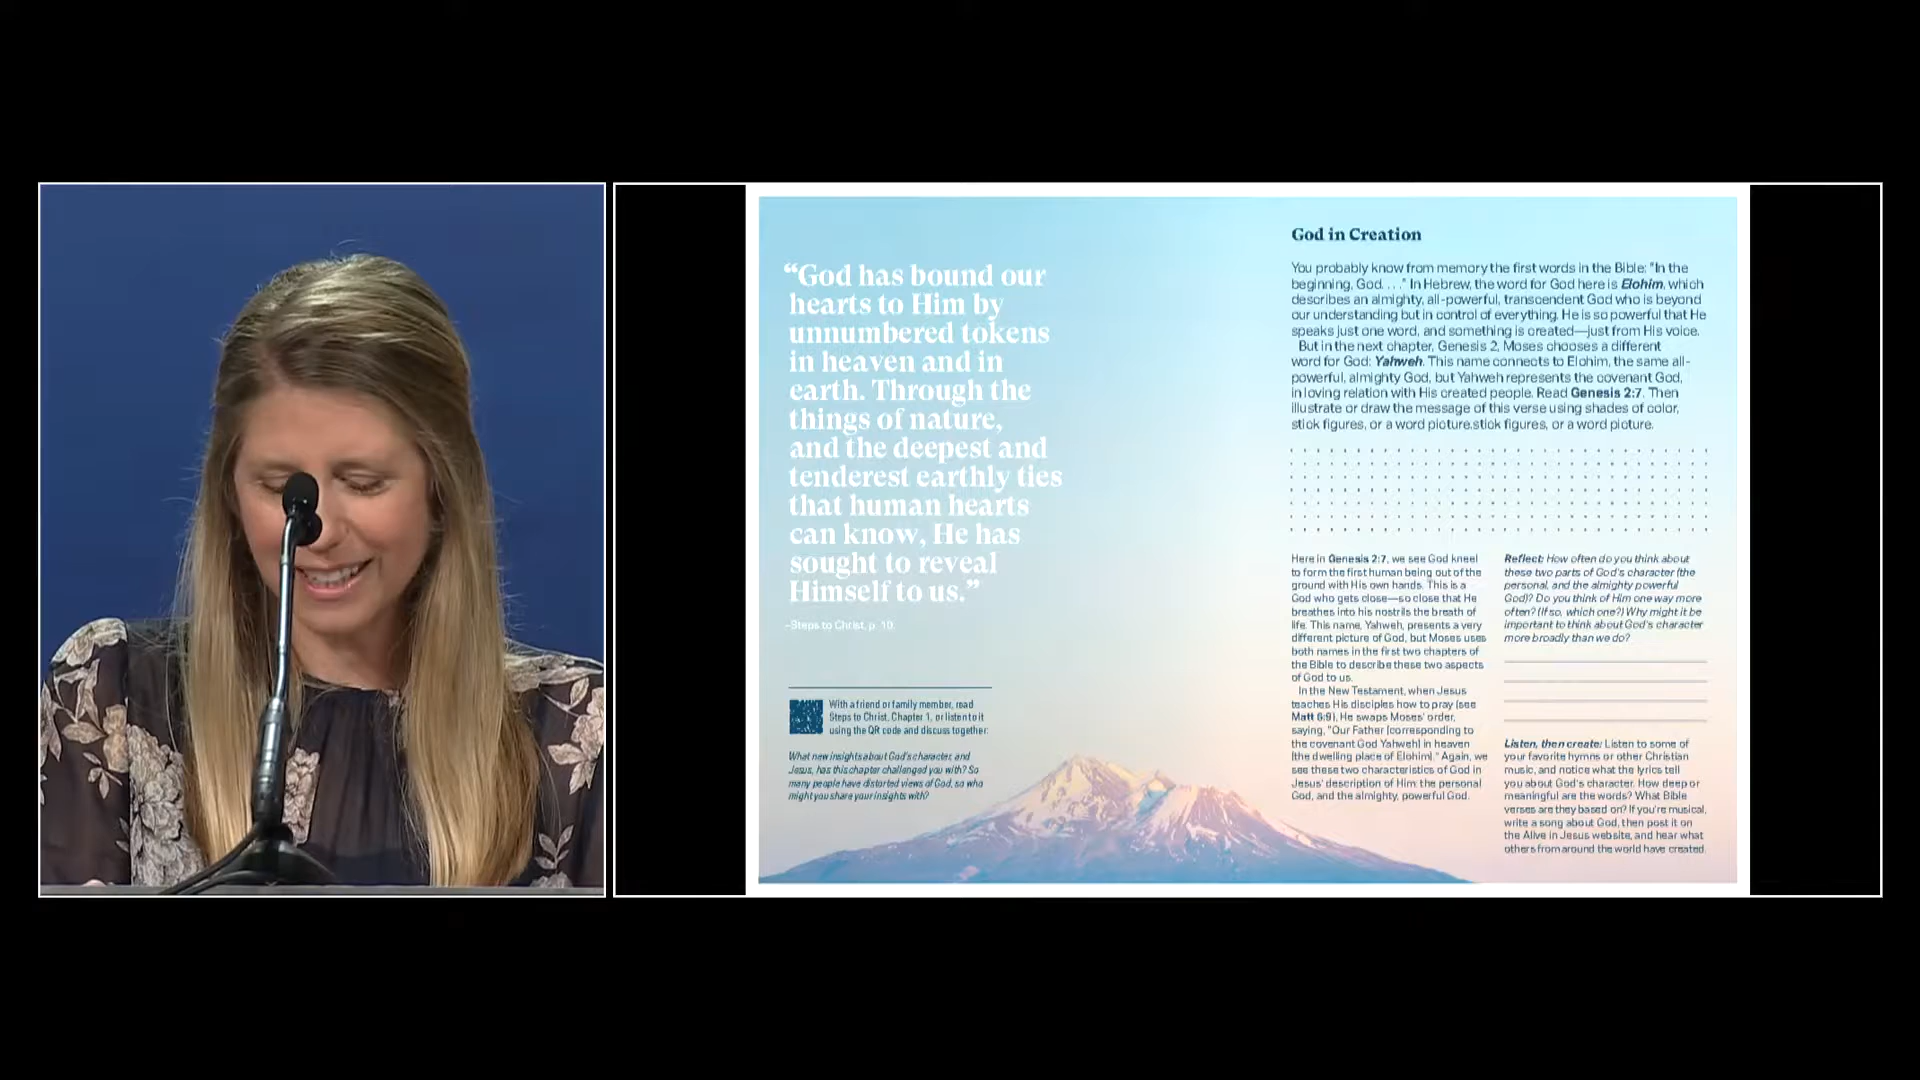 “God has bound our
hearts to Him by
unnumbered tokens
in heaven and in
earth. Through the
things of nature,
and the deepest and
tenderest earthly ties
that human hearts
can know, He has
sought to reveal
Himself to us.”
–Steps to Christ, p. 10.
With a friend or family member, read
Steps to Christ, Chapter 1, or listen to it
using the QR code and discuss together.
What new insights about God's character, and
Jesus, has this chapter challenged you with? So
many people have distorted views of God, so who
might you share your insights with?
God in Creation
You probably know from memory the first words in the Bible: "In the
beginning, God. . . ." In Hebrew, the word for God here is Elohim, which
describes an almighty, all-powerful, transcendent God who is beyond
our understanding but in control of everything. He is so powerful that He
speaks just one word, and something is created—just from His voice.
But in the next chapter, Genesis 2, Moses chooses a different
word for God: Yahweh. This name connects to Elohim, the same all-
powerful, almighty God, but Yahweh represents the covenant God,
in loving relation with His created people. Read Genesis 2:7. Then
illustrate or draw the message of this verse using shades of color,
stick figures, or a word picture.stick figures, or a word picture.
Here in Genesis 2:7, we see God kneel
to form the first human being out of the
ground with His own hands. This is a
God who gets close—so close that He
breathes into his nostrils the breath of
life. This name, Yahweh, presents a very
different picture of God, but Moses uses
both names in the first two chapters of
the Bible to describe these two aspects
of God to us.
In the New Testament, when Jesus
teaches His disciples how to pray (see
Matt 6:9), He swaps Moses' order,
saying, "Our Father [corresponding to
the covenant God Yahweh] in heaven
[the dwelling place of Elohim]." Again, we
see these two characteristics of God in
Jesus' description of Him: the personal
God, and the almighty, powerful God.
Reflect: How often do you think about
these two parts of God's character (the
personal, and the almighty powerful
God)? Do you think of Him one way more
often? (If so, which one?) Why might it be
important to think about God's character
more broadly than we do?
Listen, then create: Listen to some of
your favorite hymns or other Christian
music, and notice what the lyrics tell
you about God's character. How deep or
meaningful are the words? What Bible
verses are they based on? If you're musical,
write a song about God, then post it on
the Alive in Jesus website, and hear what
others from around the world have created.